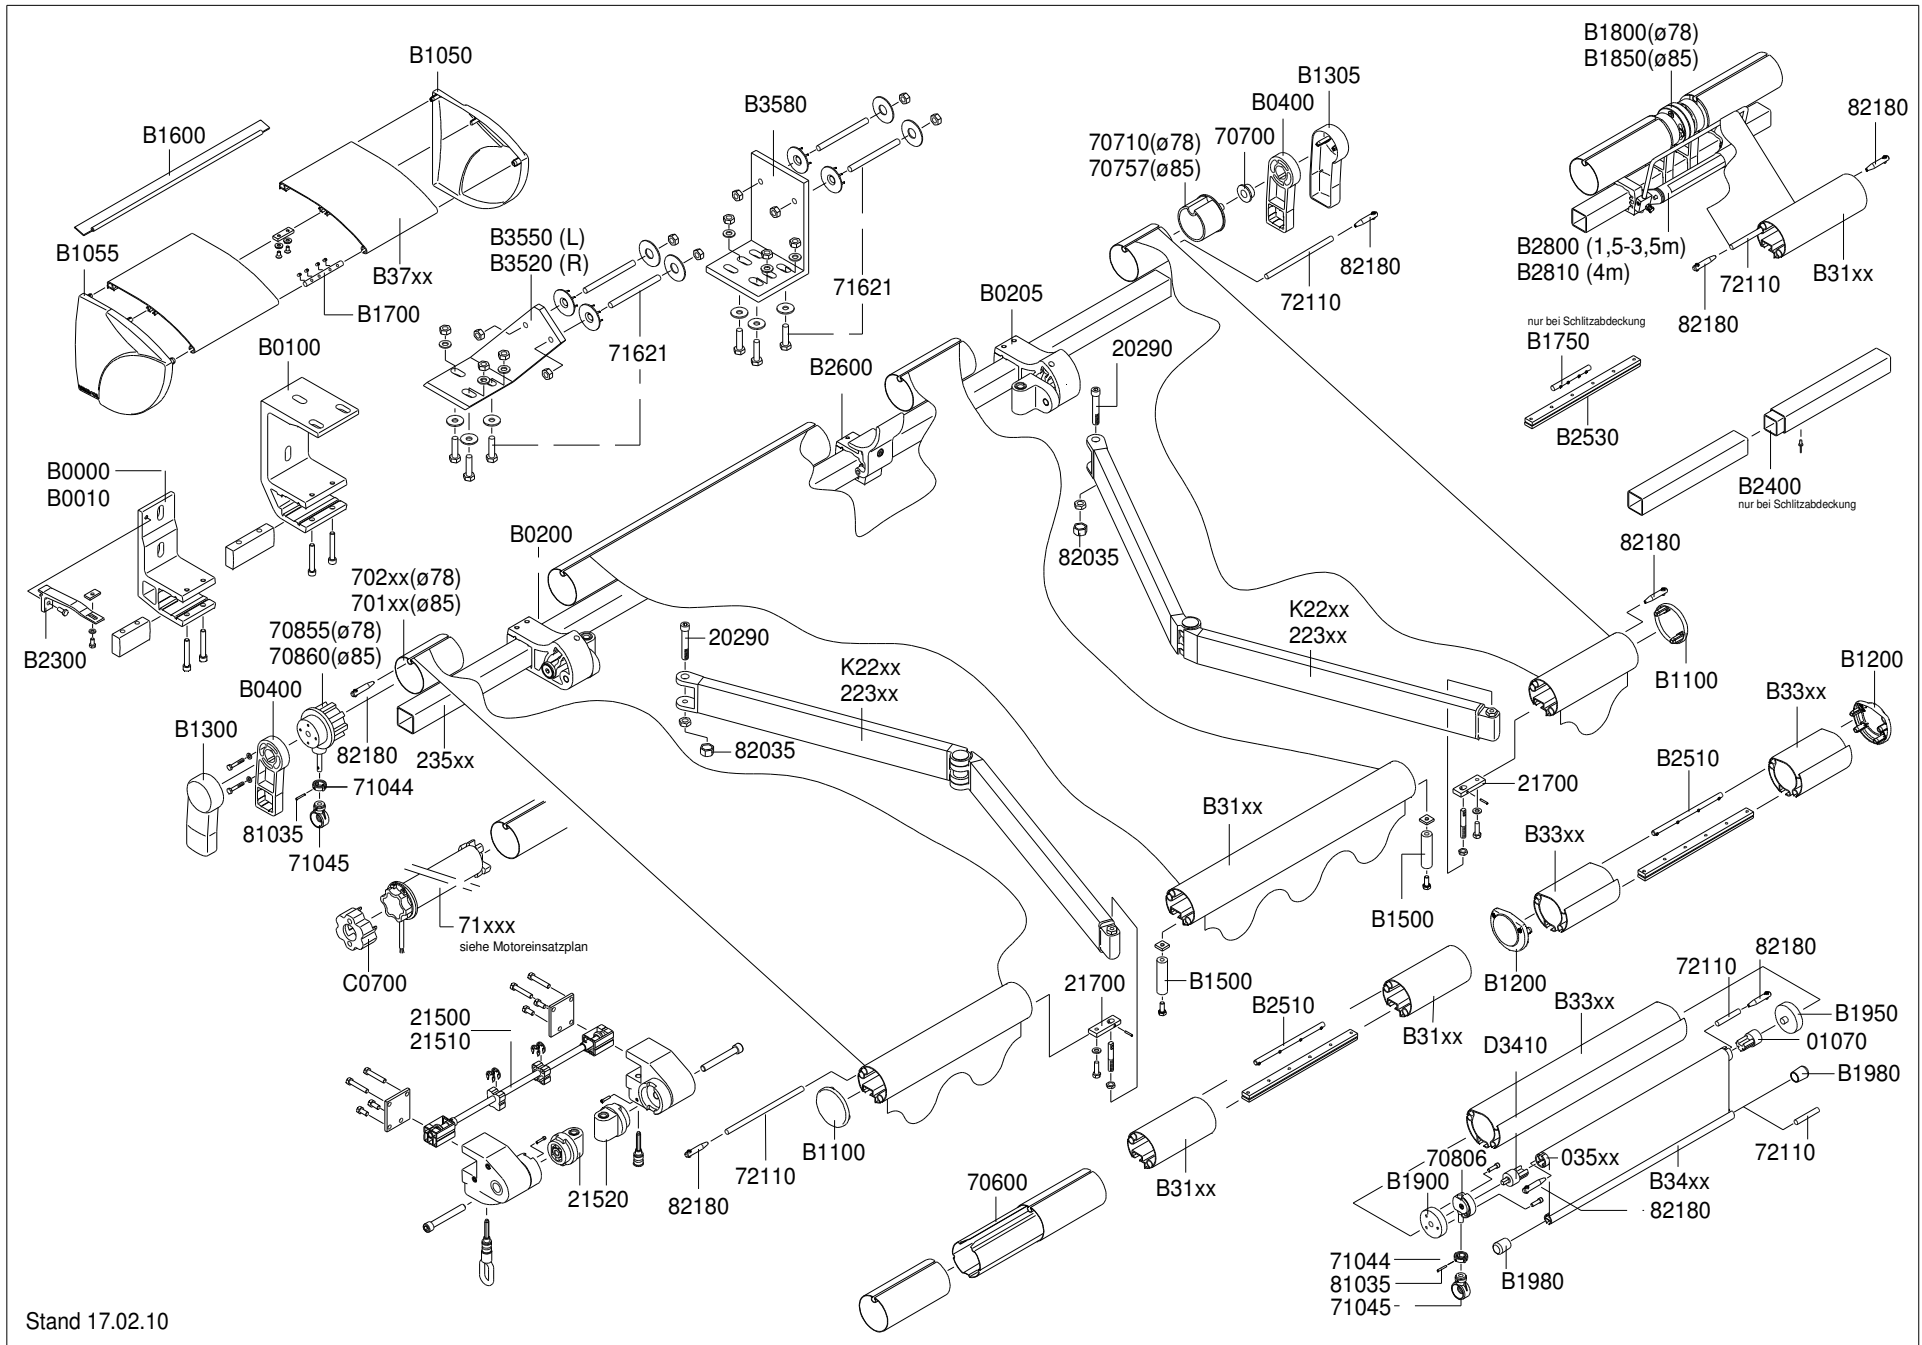 B1050
B1600
B3580
B1055
B37xx
B1700
B3550 (L)
B3520 (R)
71621
71621
B0100
B0000
B0010
B2300
B1305
B0400
70700
70710(ø78)
70757(ø85)
82180
72110
B0205
B2600
20290
82035
B1800(ø78)
B1850(ø85)
82180
B2800 (1,5-3,5m)
B2810 (4m)
72110
B31xx
82180
nur bei Schlitzabdeckung
B1750
B2530
B2400
nur bei Schlitzabdeckung
B0200
702xx(ø78)
701xx(ø85)
70855(ø78)
70860(ø85)
B0400
B1300
82180
235xx
71044
81035
71045
20290
K22xx
223xx
82035
K22xx
223xx
82180
B1100
B1200
B33xx
B2510
21700
B33xx
B31xx
B1500
B1200
71xxx
siehe Motoreinsatzplan
C0700
21500
21510
21520
21700
B1500
B2510
B31xx
82180
72110
B33xx
B1950
01070
D3410
B1980
72110
B1100
72110
82180
70600
B31xx
70806
035xx
B1900
B34xx
82180
71044
81035
71045
B1980
Stand 17.02.10